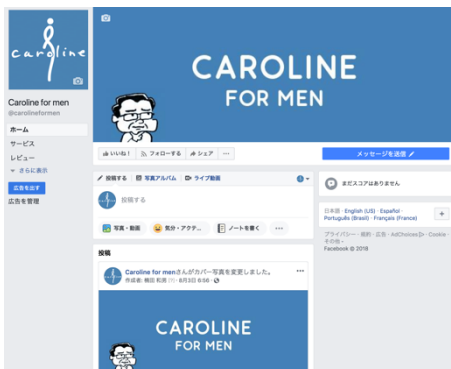 caroline
Caroline for men
@carolineformen
ホーム
サービス
レビュー
さらに表示
広告を出す
広告を管理
CAROLINE
FOR MEN
いいね！
フォローする
シェア
メッセージを送信
投稿する
写真アルバム
ライブ動画
投稿する
写真・動画
気分・アクテ...
ノートを書く
投稿
Caroline for menさんがカバー写真を変更しました。
6月3日 6:56
CAROLINE
FOR MEN
まだスコアはありません
日本語 · English (US) · Español ·
Português (Brasil) · Français (France)
プライバシー · 規約 · 広告 · AdChoices · Cookie ·
その他 ·
Facebook © 2019